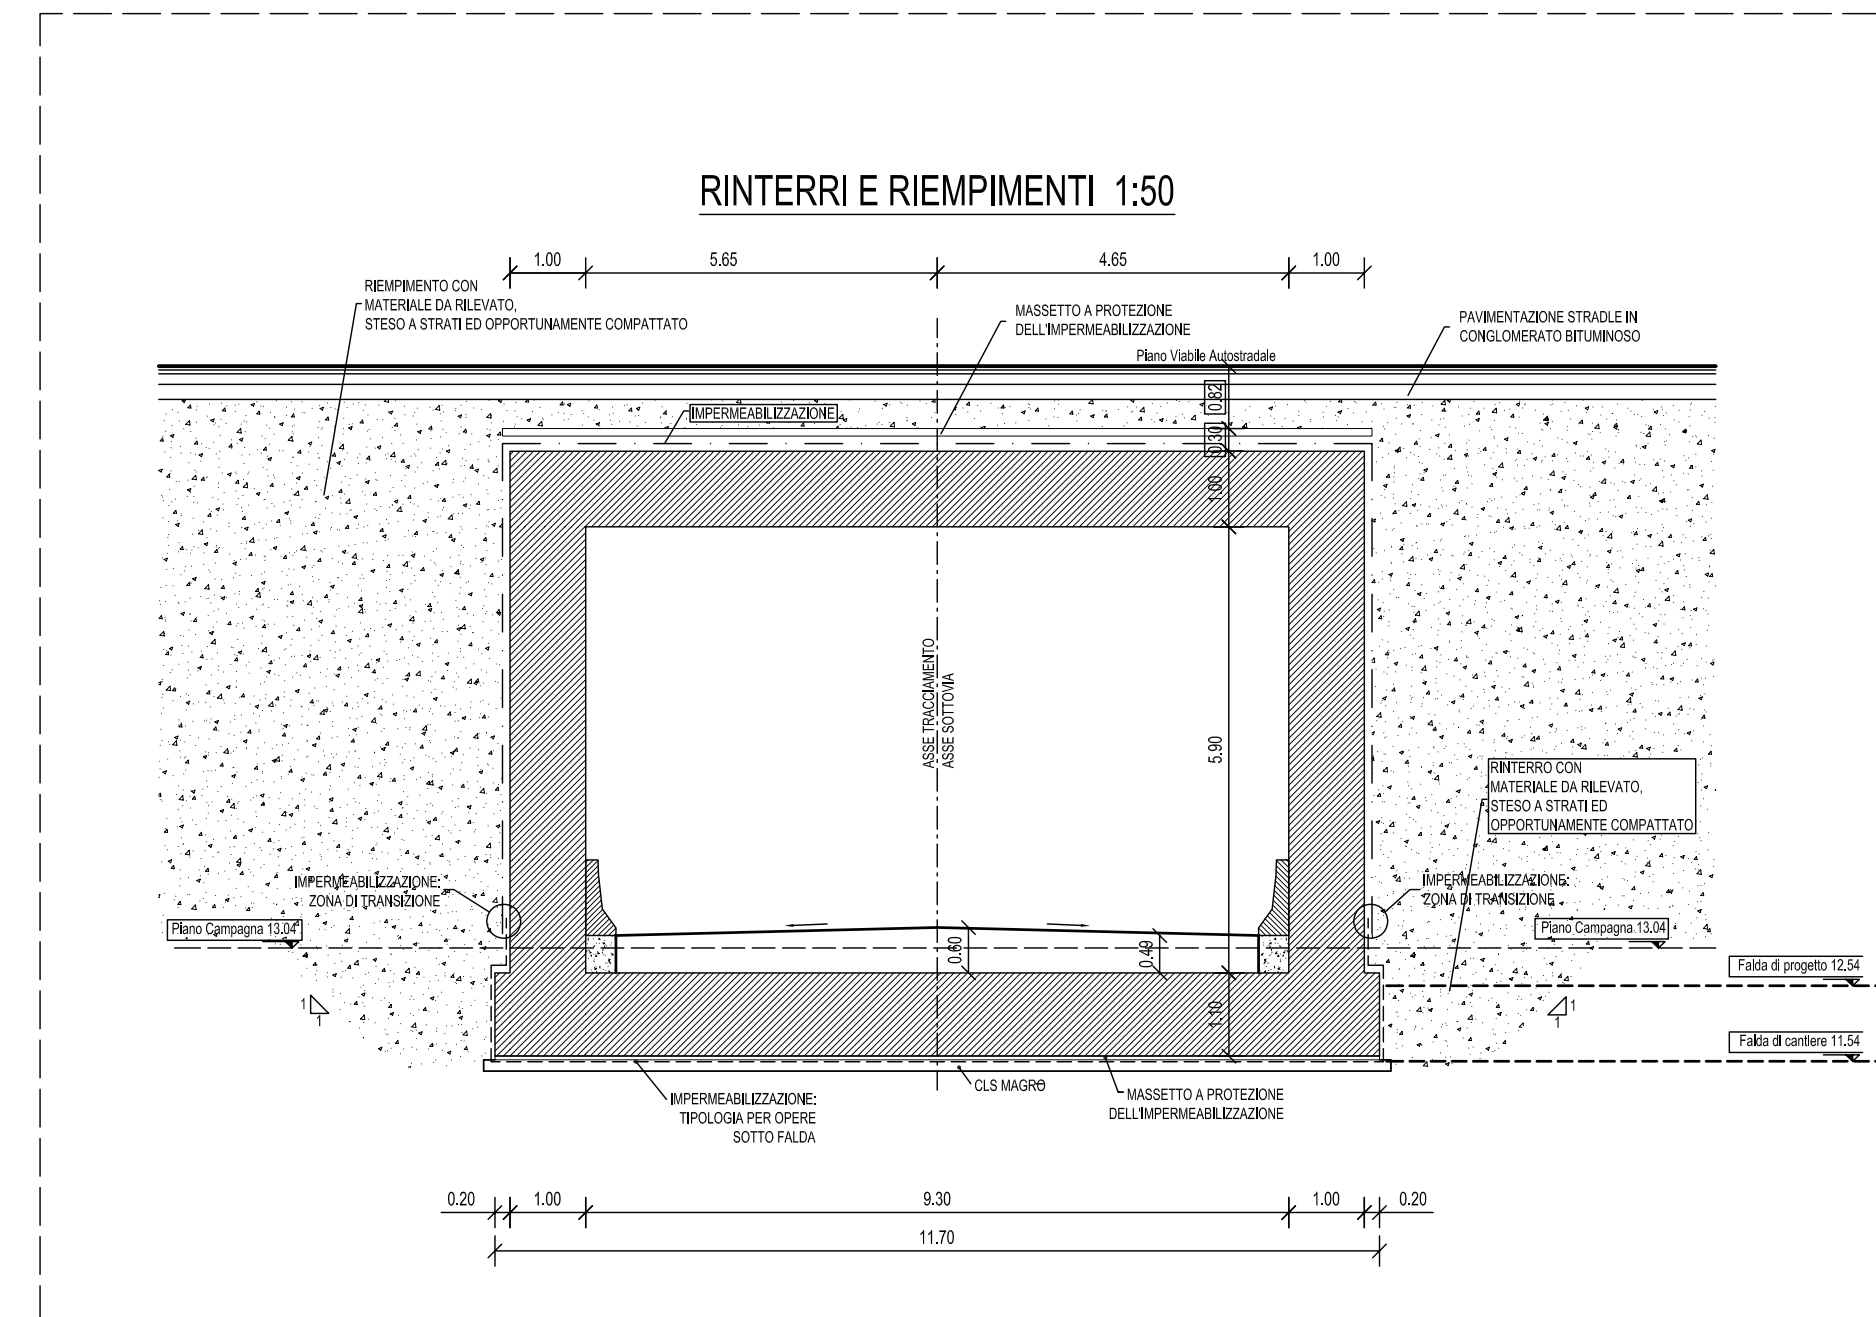 RINTERRI E RIEMPIMENTI 1:50
1.00
5.65
4.65
1.00
RIEMPIMENTO CON
MATERIALE DA RILEVATO,
STESO A STRATI ED OPPORTUNAMENTE COMPATTATO
MASSETTO A PROTEZIONE
DELL'IMPERMEABILIZZAZIONE
PAVIMENTAZIONE STRADLE IN
CONGLOMERATO BITUMINOSO
Piano Viabile Autostradale
0.82
IMPERMEABILIZZAZIONE
0.30
1.00
ASSE TRACCIAMENTO
ASSE SOTTOVIA
5.90
RINTERRO CON
MATERIALE DA RILEVATO,
STESO A STRATI ED
OPPORTUNAMENTE COMPATTATO
IMPERMEABILIZZAZIONE:
ZONA DI TRANSIZIONE
IMPERMEABILIZZAZIONE:
ZONA DI TRANSIZIONE
Piano Campagna 13.04
Piano Campagna 13.04
0.60
0.49
Falda di progetto 12.54
1
1
1.10
1
1
Falda di cantiere 11.54
CLS MAGRO
IMPERMEABILIZZAZIONE:
TIPOLOGIA PER OPERE
SOTTO FALDA
MASSETTO A PROTEZIONE
DELL'IMPERMEABILIZZAZIONE
0.20
1.00
9.30
1.00
0.20
11.70